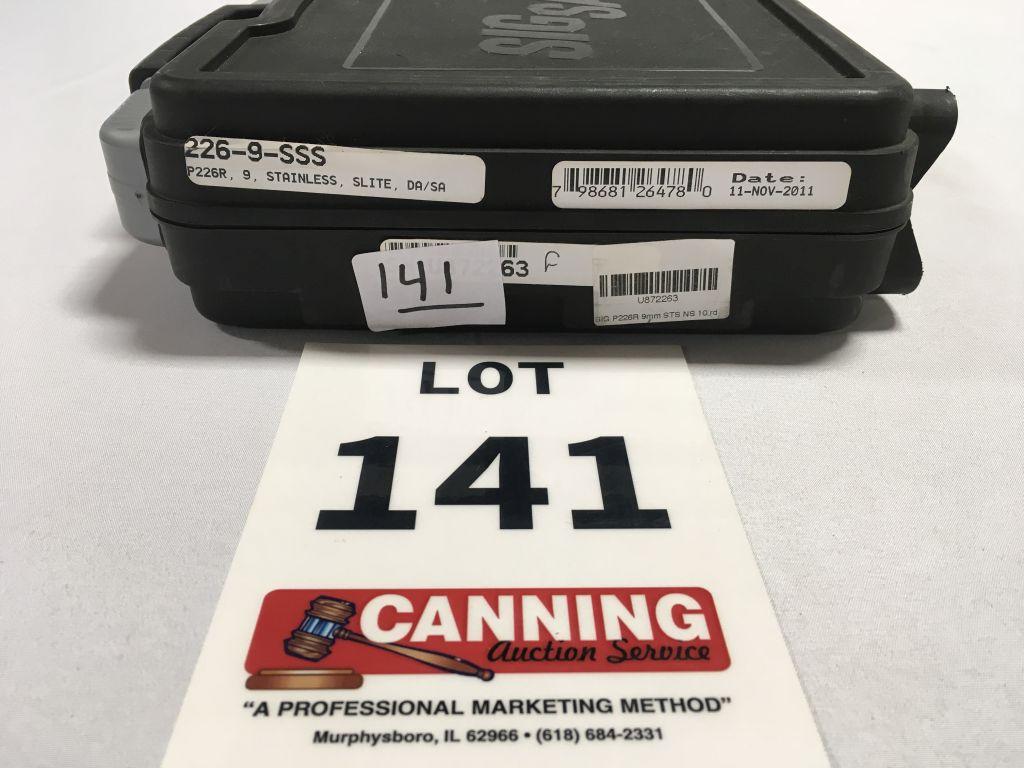 SIGSA
226-9-SSS
P226R, 9, STAINLESS, SLITE, DA/SA
7 98681 26478 0
Date:
11-NOV-2011
141
63 F
U872263
SIG P226R 9mm STS NS 10 rd
LOT
141
CANNING
Auction Service
"A PROFESSIONAL MARKETING METHOD"
Murphysboro, IL 62966 • (618) 684-2331